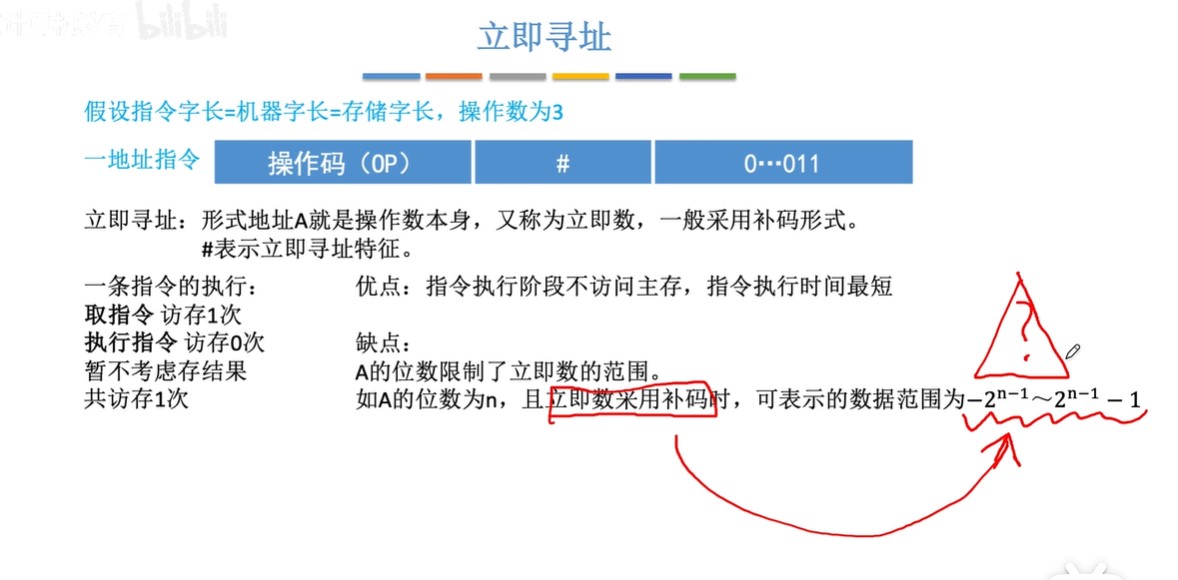 bilibili
立即寻址
假设指令字长=机器字长=存储字长，操作数为3
一地址指令 操作码（OP） # 0…011
立即寻址：形式地址A就是操作数本身，又称为立即数，一般采用补码形式。
#表示立即寻址特征。
一条指令的执行： 优点：指令执行阶段不访问主存，指令执行时间最短
取指令 访存1次
执行指令 访存0次 缺点：
暂不考虑存结果 A的位数限制了立即数的范围。
共访存1次 如A的位数为n，且立即数采用补码时，可表示的数据范围为−2ⁿ⁻¹～2ⁿ⁻¹ − 1
?